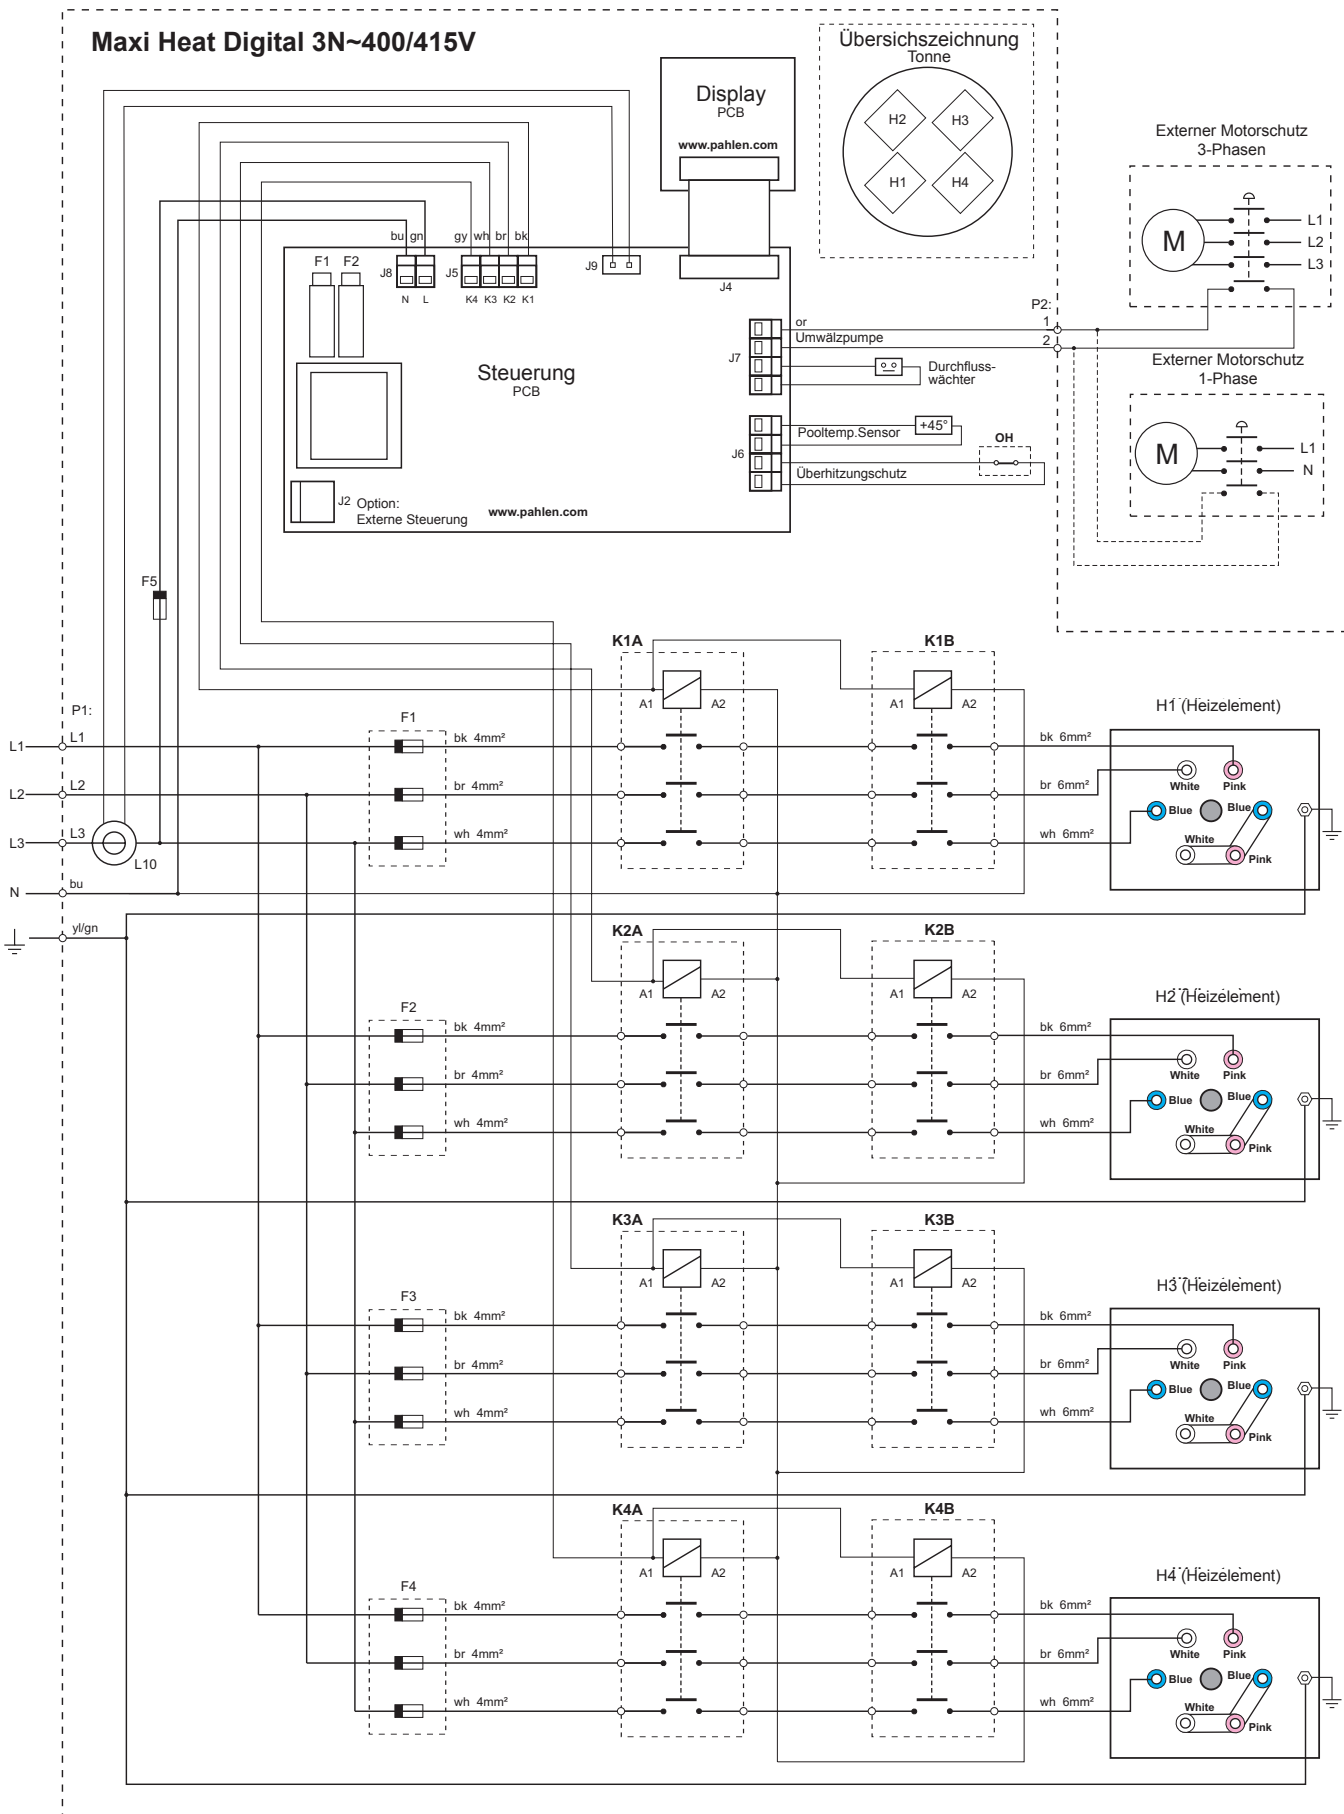 Maxi Heat Digital 3N~400/415V
Display
PCB
www.pahlen.com
Übersichszeichnung
Tonne
H2
H3
H1
H4
Externer Motorschutz
3-Phasen
M
L1
L2
L3
bu gn
gy wh br bk
F1 F2
J8
N L
J5
K4 K3 K2 K1
J9
J4
Steuerung
PCB
J2 Option:
Externe Steuerung
www.pahlen.com
J7
or
Umwälzpumpe
Durchfluss-
wächter
P2:
1
2
J6
Pooltemp.Sensor
+45°
OH
Überhitzungschutz
Externer Motorschutz
1-Phase
M
L1
N
F5
P1:
L1
L1
L2
L2
L3
L3
L10
N
bu
yl/gn
F1
bk 4mm²
br 4mm²
wh 4mm²
K1A
A1
A2
K1B
A1
A2
bk 6mm²
br 6mm²
wh 6mm²
H1 (Heizelement)
White
Pink
Blue
Blue
White
Pink
F2
bk 4mm²
br 4mm²
wh 4mm²
K2A
A1
A2
K2B
A1
A2
bk 6mm²
br 6mm²
wh 6mm²
H2 (Heizelement)
White
Pink
Blue
Blue
White
Pink
F3
bk 4mm²
br 4mm²
wh 4mm²
K3A
A1
A2
K3B
A1
A2
bk 6mm²
br 6mm²
wh 6mm²
H3 (Heizelement)
White
Pink
Blue
Blue
White
Pink
F4
bk 4mm²
br 4mm²
wh 4mm²
K4A
A1
A2
K4B
A1
A2
bk 6mm²
br 6mm²
wh 6mm²
H4 (Heizelement)
White
Pink
Blue
Blue
White
Pink